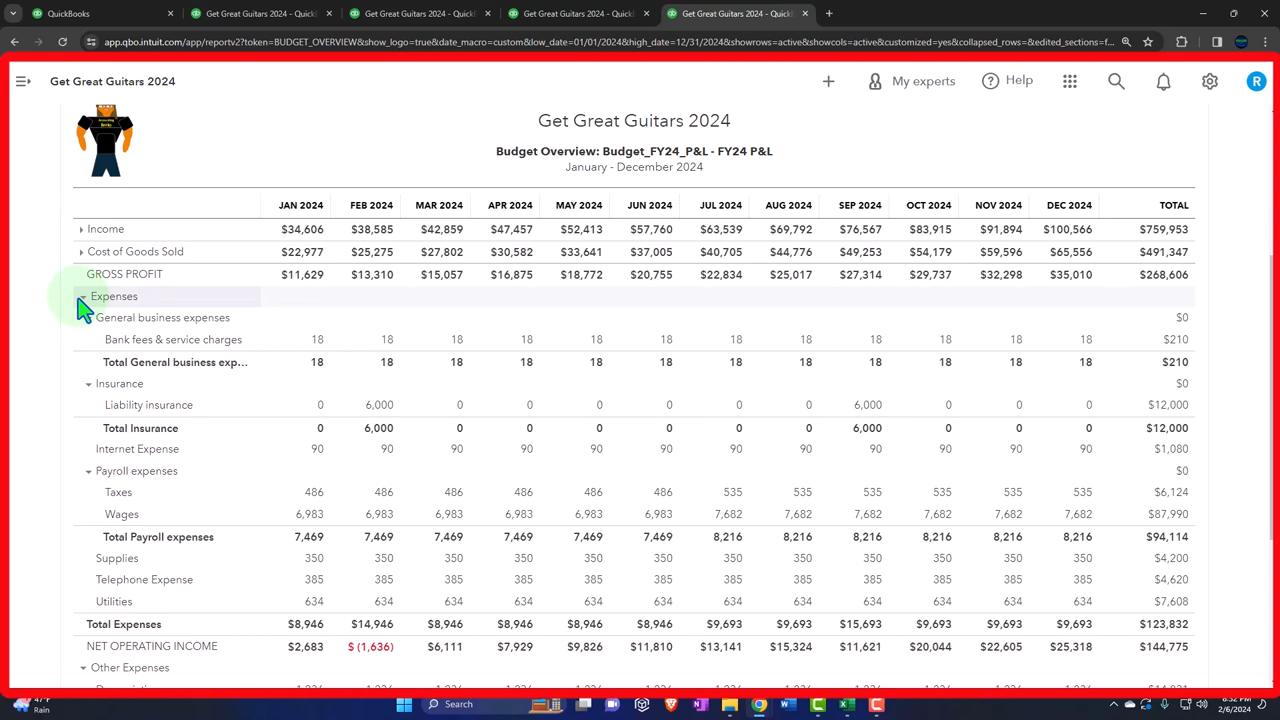 QuickBook
Get Great Guitars 2024 - Quick
Get Great Guitars 2024 - Quick
Get Great Guitars 2024 - Quick
Get Great Guitars 2024 - Quick
app.qbo.intuit.com/app/reportv2?token=BUDGET_OVERVIEW&show_logo=true&date_macro=custom&low_date=01/01/2024&high_date=12/31/2024&showrows=active&showcols=active&customized=yes&collapsed_rows=&edited_sections=f...
Get Great Guitars 2024 My experts Help R
Get Great Guitars 2024
Budget Overview: Budget_FY24_P&L - FY24 P&L
January - December 2024
JAN 2024 FEB 2024 MAR 2024 APR 2024 MAY 2024 JUN 2024 JUL 2024 AUG 2024 SEP 2024 OCT 2024 NOV 2024 DEC 2024 TOTAL
Income $34,606 $38,585 $42,859 $47,457 $52,413 $57,760 $63,539 $69,792 $76,567 $83,915 $91,894 $100,566 $759,953
Cost of Goods Sold $22,977 $25,275 $27,802 $30,582 $33,641 $37,005 $40,705 $44,776 $49,253 $54,179 $59,596 $65,556 $491,347
GROSS PROFIT $11,629 $13,310 $15,057 $16,875 $18,772 $20,755 $22,834 $25,017 $27,314 $29,737 $32,298 $35,010 $268,606
Expenses
General business expenses $0
Bank fees & service charges 18 18 18 18 18 18 18 18 18 18 18 18 $210
Total General business exp... 18 18 18 18 18 18 18 18 18 18 18 18 $210
Insurance $0
Liability insurance 0 6,000 0 0 0 0 0 0 6,000 0 0 0 $12,000
Total Insurance 0 6,000 0 0 0 0 0 0 6,000 0 0 0 $12,000
Internet Expense 90 90 90 90 90 90 90 90 90 90 90 90 $1,080
Payroll expenses $0
Taxes 486 486 486 486 486 486 535 535 535 535 535 535 $6,124
Wages 6,983 6,983 6,983 6,983 6,983 6,983 7,682 7,682 7,682 7,682 7,682 7,682 $87,990
Total Payroll expenses 7,469 7,469 7,469 7,469 7,469 7,469 8,216 8,216 8,216 8,216 8,216 8,216 $94,114
Supplies 350 350 350 350 350 350 350 350 350 350 350 350 $4,200
Telephone Expense 385 385 385 385 385 385 385 385 385 385 385 385 $4,620
Utilities 634 634 634 634 634 634 634 634 634 634 634 634 $7,608
Total Expenses $8,946 $14,946 $8,946 $8,946 $8,946 $8,946 $9,693 $9,693 $15,693 $9,693 $9,693 $9,693 $123,832
NET OPERATING INCOME $2,683 $ (1,636) $6,111 $7,929 $9,826 $11,810 $13,141 $15,324 $11,621 $20,044 $22,605 $25,318 $144,775
Other Expenses
Rain
Search
2/6/2024